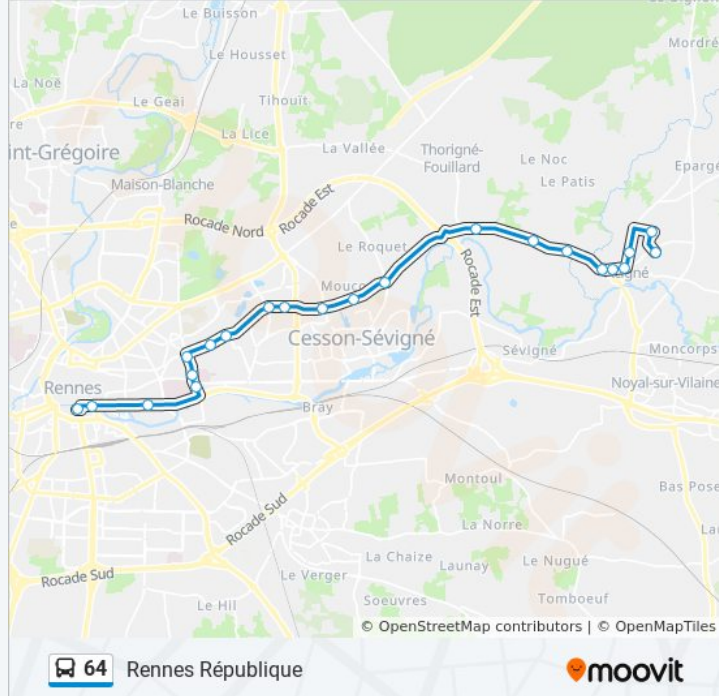 Le Buisson
Mordré
Le Housset
La Noë
Le Geai
Tihouit
La Lice
La Vallée
Thorigné-
Fouillard
Le Noc
int-Grégoire
Epargé
Le Patis
Maison-Blanche
Rocade Est
Rocade Nord
Le Roquet
Rocade Est
Mouco
igné
Cesson-Sévigné
Sévigné
Moncorps
Rennes
Noyal-sur-Vilaine
Bray
Montoul
Bas Pose
Rocade Sud
La Norre
La Chaize
Le Nugué
Launay
Rocade Sud
Le Verger
Le Hil
Soeuvres
Tomboeuf
© OpenStreetMap contributors | © OpenMapTiles
64 Rennes République
moovit